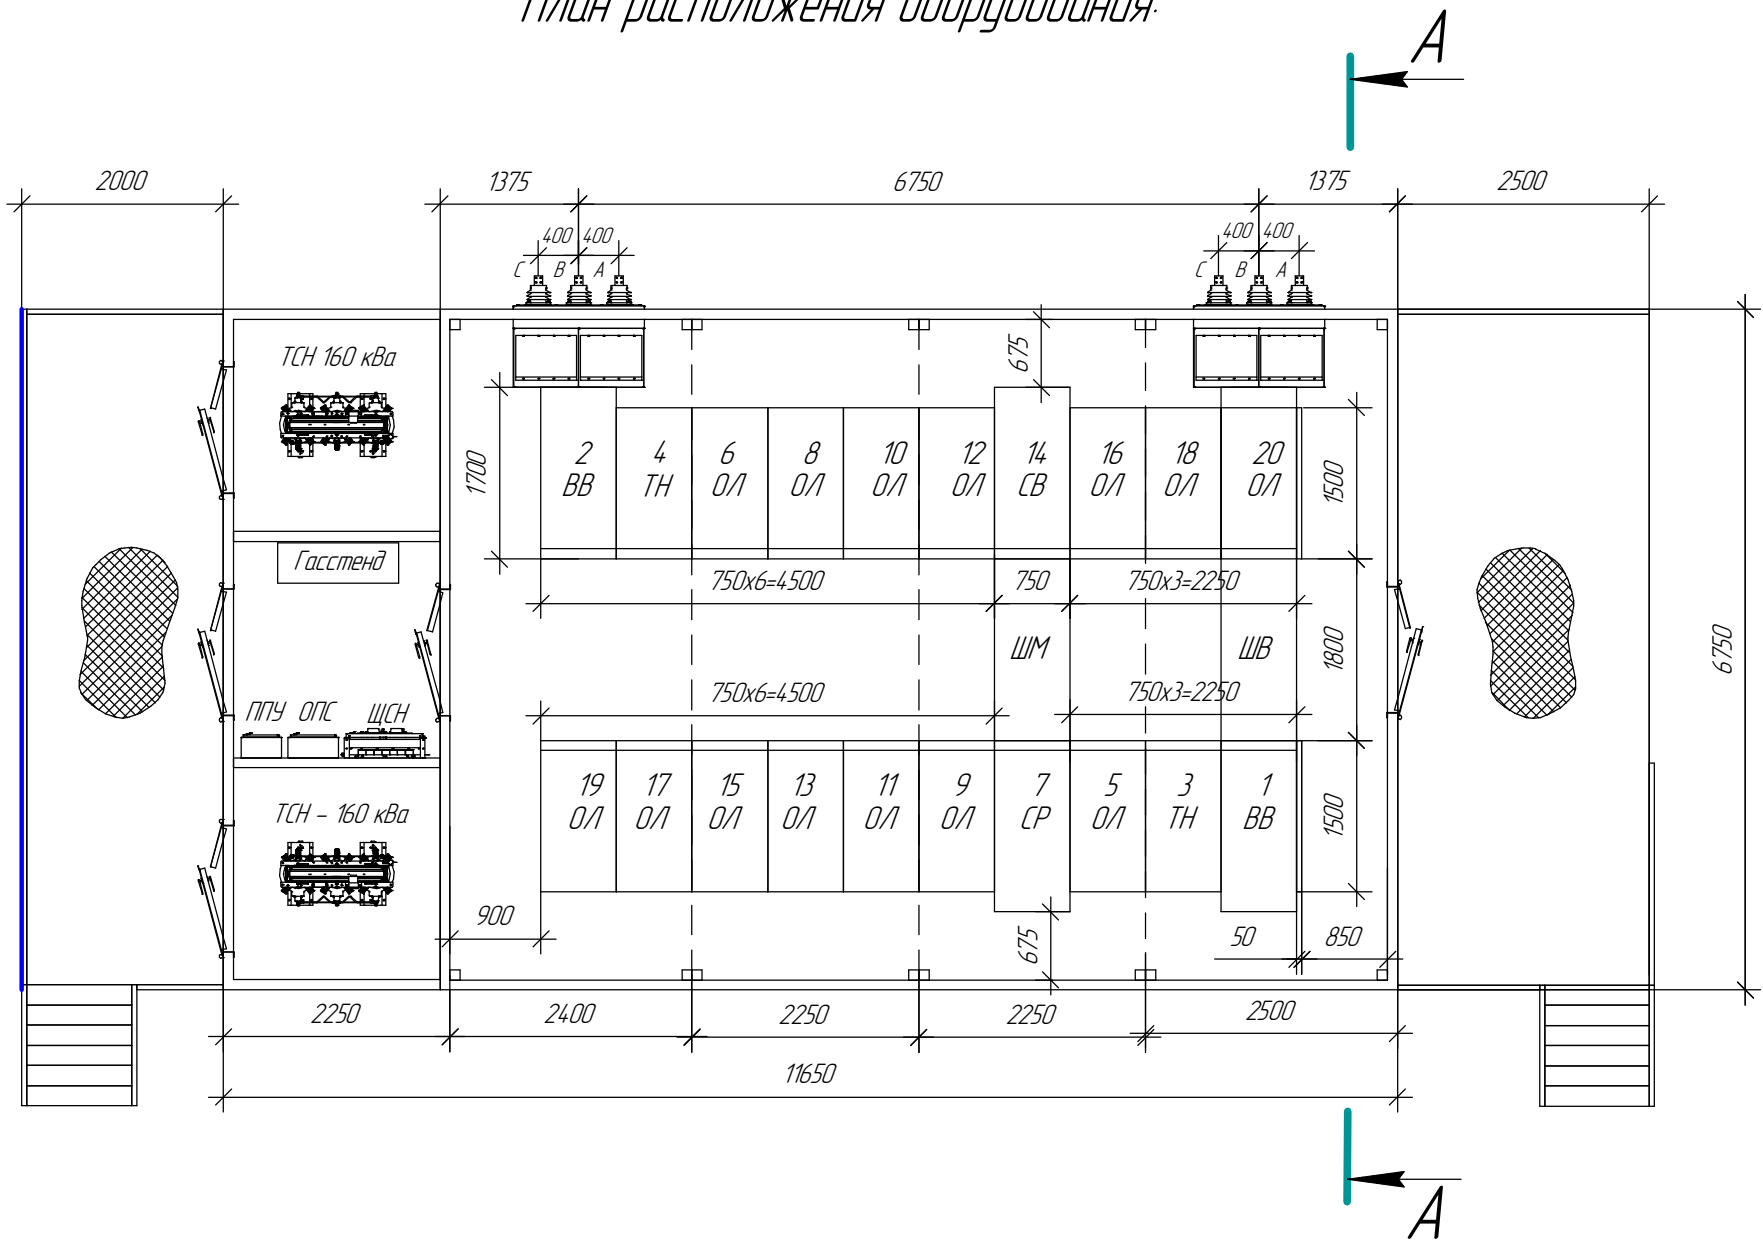 План расположения оборудования.
А
2000
1375
6750
1375
2500
400 400
400 400
С В А
С В А
ТСН 160 кВа
675
1700
2
ВВ
4
ТН
6
ОЛ
8
ОЛ
10
ОЛ
12
ОЛ
14
СВ
16
ОЛ
18
ОЛ
20
ОЛ
1500
Гасстенд
750х6=4500
750
750х3=2250
ШМ
ШВ
1800
6750
750х6=4500
750х3=2250
ППУ ОПС ЩСН
ТСН – 160 кВа
19
ОЛ
17
ОЛ
15
ОЛ
13
ОЛ
11
ОЛ
9
ОЛ
7
СР
5
ОЛ
3
ТН
1
ВВ
1500
900
675
50
850
2250
2400
2250
2250
2500
11650
А